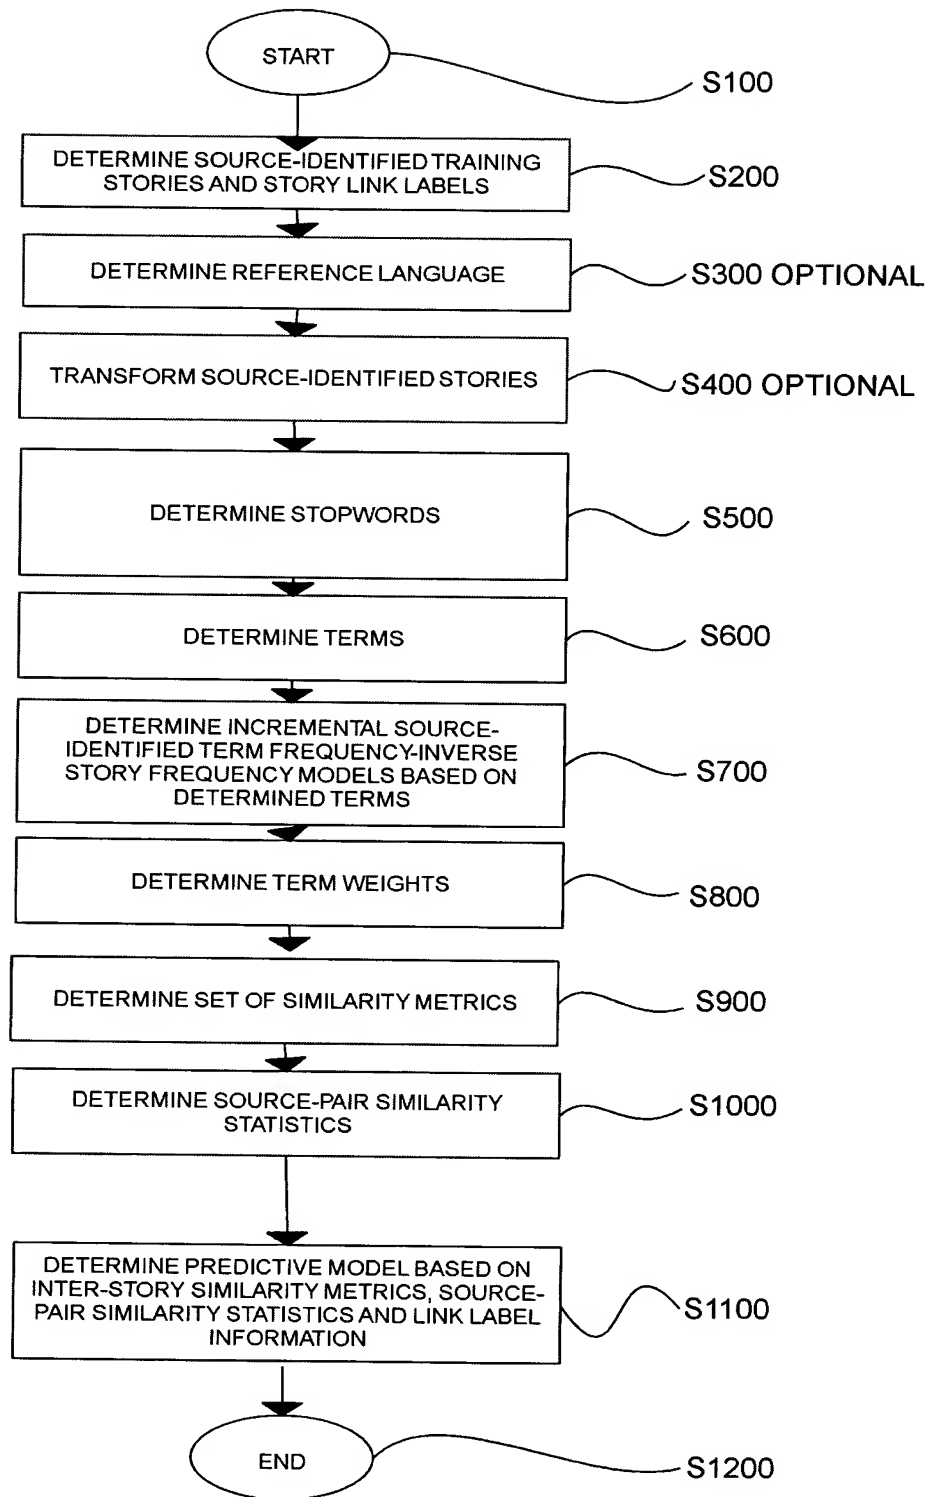 START
S100
DETERMINE SOURCE-IDENTIFIED TRAINING
STORIES AND STORY LINK LABELS
S200
DETERMINE REFERENCE LANGUAGE
S300 OPTIONAL
TRANSFORM SOURCE-IDENTIFIED STORIES
S400 OPTIONAL
DETERMINE STOPWORDS
S500
DETERMINE TERMS
S600
DETERMINE INCREMENTAL SOURCE-
IDENTIFIED TERM FREQUENCY-INVERSE
STORY FREQUENCY MODELS BASED ON
DETERMINED TERMS
S700
DETERMINE TERM WEIGHTS
S800
DETERMINE SET OF SIMILARITY METRICS
S900
DETERMINE SOURCE-PAIR SIMILARITY
STATISTICS
S1000
DETERMINE PREDICTIVE MODEL BASED ON
INTER-STORY SIMILARITY METRICS, SOURCE-
PAIR SIMILARITY STATISTICS AND LINK LABEL
INFORMATION
S1100
END
S1200